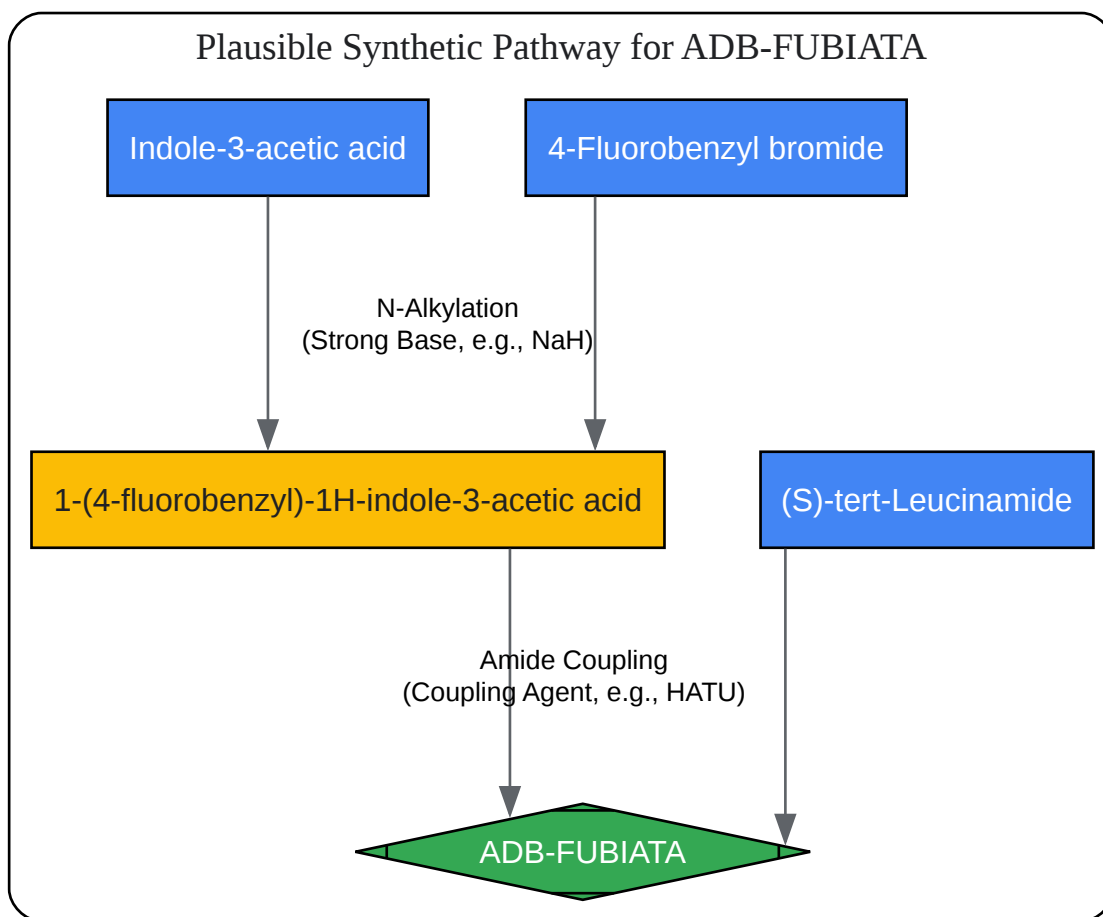 Plausible Synthetic Pathway for ADB-FUBIATA
Indole-3-acetic acid
4-Fluorobenzyl bromide
N-Alkylation
(Strong Base, e.g., NaH)
1-(4-fluorobenzyl)-1H-indole-3-acetic acid
(S)-tert-Leucinamide
Amide Coupling
(Coupling Agent, e.g., HATU)
ADB-FUBIATA